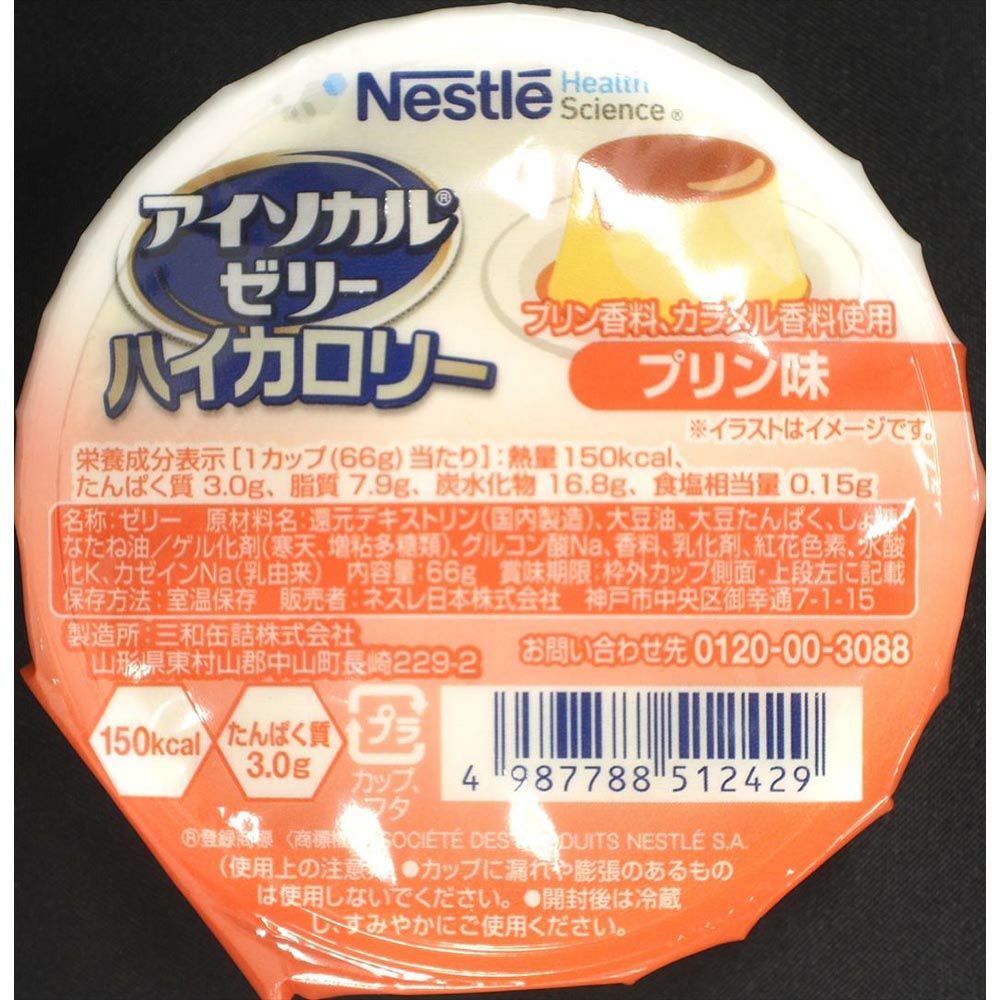 Nestlé Health Science®
アイソカル®
ゼリー
ハイカロリー
プリン香料、カラメル香料使用
プリン味
※イラストはイメージです。
栄養成分表示[1カップ(66g)当たり]:熱量150kcal、
たんぱく質 3.0g、脂質 7.9g、炭水化物 16.8g、食塩相当量 0.15g
名称:ゼリー 原材料名:還元デキストリン(国内製造)、大豆油、大豆たんぱく、しょ糖、
なたね油/ゲル化剤(寒天、増粘多糖類)、グルコン酸Na、香料、乳化剤、紅花色素、水酸
化K、カゼインNa(乳由来) 内容量:66g 賞味期限:枠外カップ側面・上段左に記載
保存方法:室温保存 販売者:ネスレ日本株式会社 神戸市中央区御幸通7-1-15
製造所:三和缶詰株式会社
山形県東村山郡中山町長崎229-2
お問い合わせ先 0120-00-3088
150kcal
たんぱく質
3.0g
プラ
カップ、
フタ
4 987788 512429
®登録商標 (商標権 SOCIÉTÉ DES PRODUITS NESTLÉ S.A.
(使用上の注意) ●カップに漏れや膨張のあるもの
は使用しないでください。●開封後は冷蔵
し、すみやかにご使用ください。